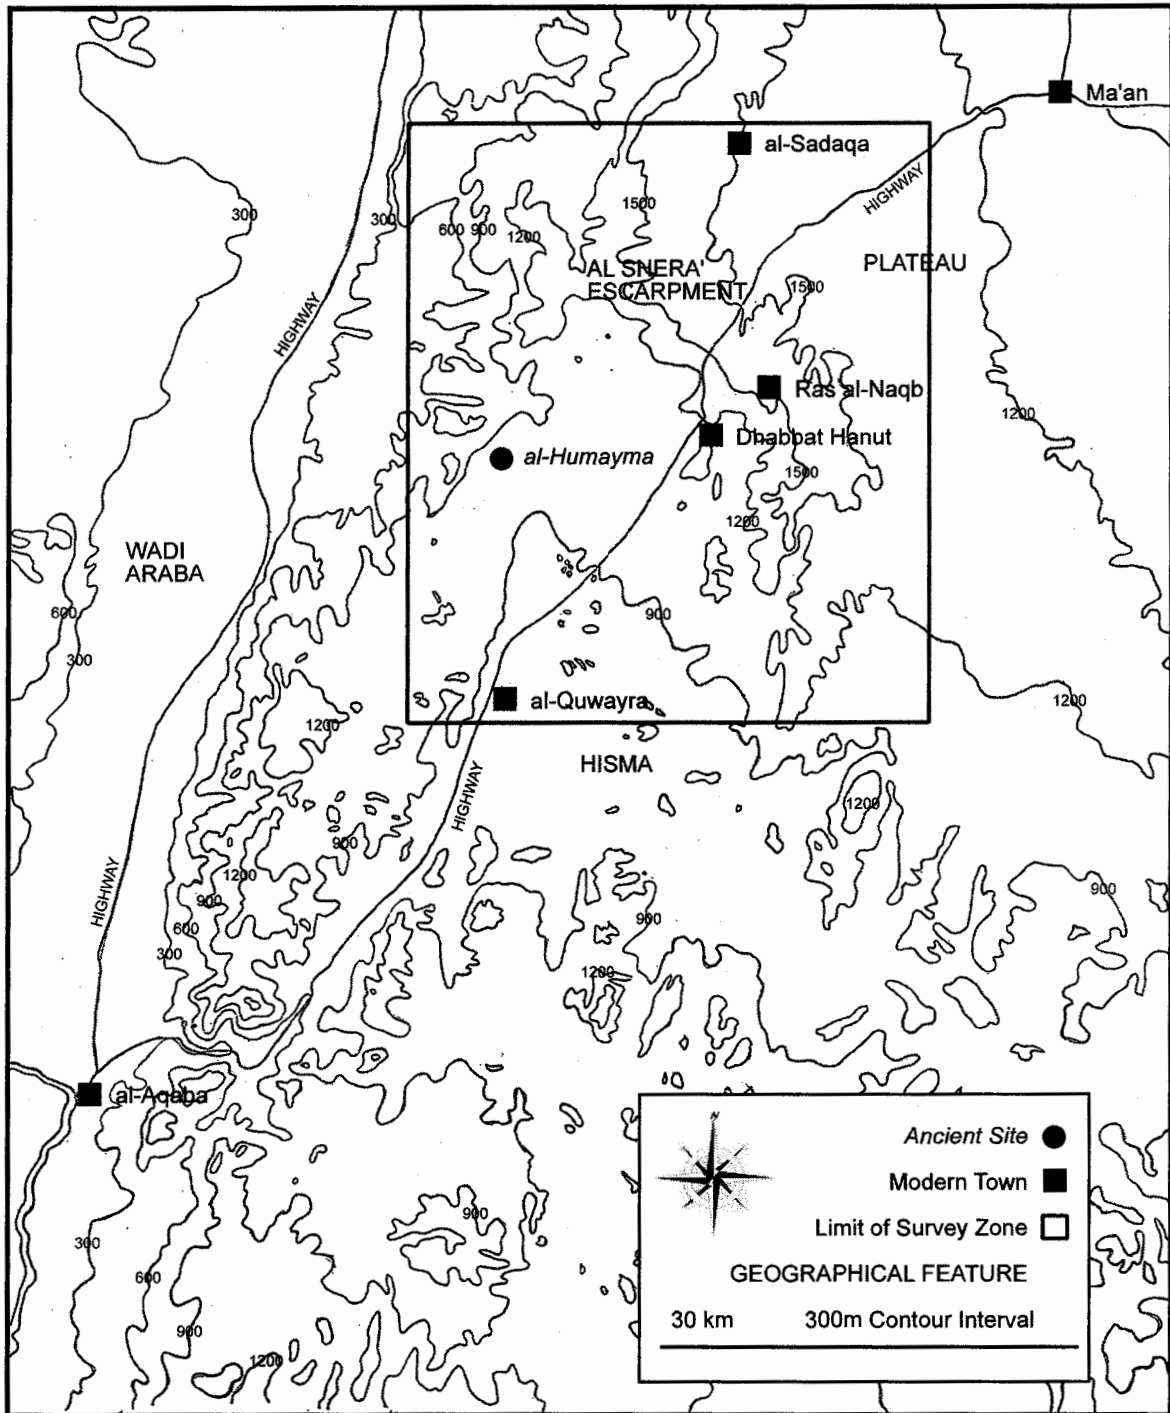 Ma'an
al-Sadaqa
HIGHWAY
300
300
600
900
1200
1500
AL SNERA'
ESCARPMENT
PLATEAU
1500
HIGHWAY
Ras al-Naqb
1200
Dhabbat Hanut
al-Humayma
1500
1200
WADI
ARABA
600
900
300
al-Quwayra
1200
1200
HISMA
HIGHWAY
1200
900
HIGHWAY
1200
900
900
900
600
300
1200
al-Aqaba
N
Ancient Site
Modern Town
Limit of Survey Zone
GEOGRAPHICAL FEATURE
30 km 300m Contour Interval
900
300
600
900
1200